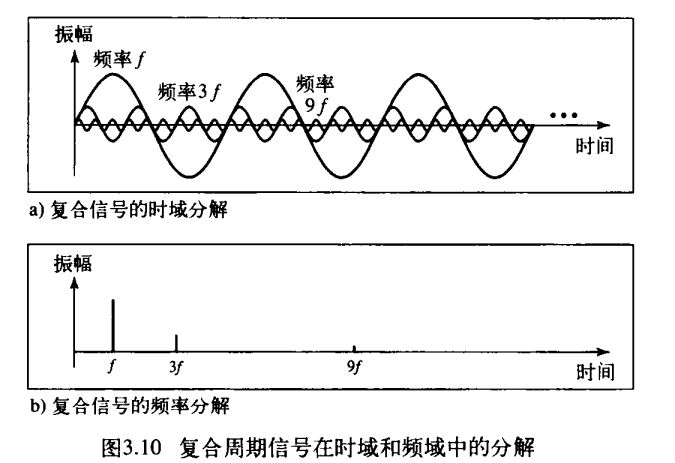 振幅
频率 f
频率3f
频率
9f
•••
时间
a) 复合信号的时域分解
振幅
f
3f
9f
时间
b) 复合信号的频率分解
图3.10 复合周期信号在时域和频域中的分解